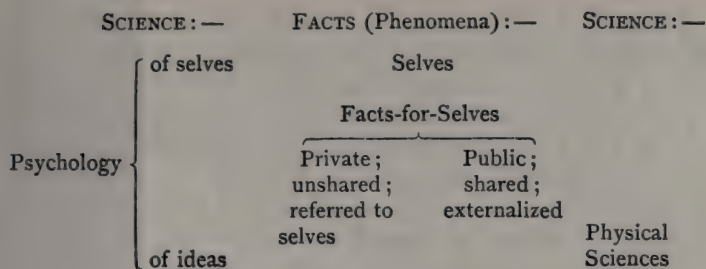 SCIENCE:— FACTS (Phenomena):— SCIENCE:—
of selves Selves
Facts-for-Selves
Psychology
Private; Public;
unshared; shared;
referred to externalized
selves
Physical
of ideas Sciences